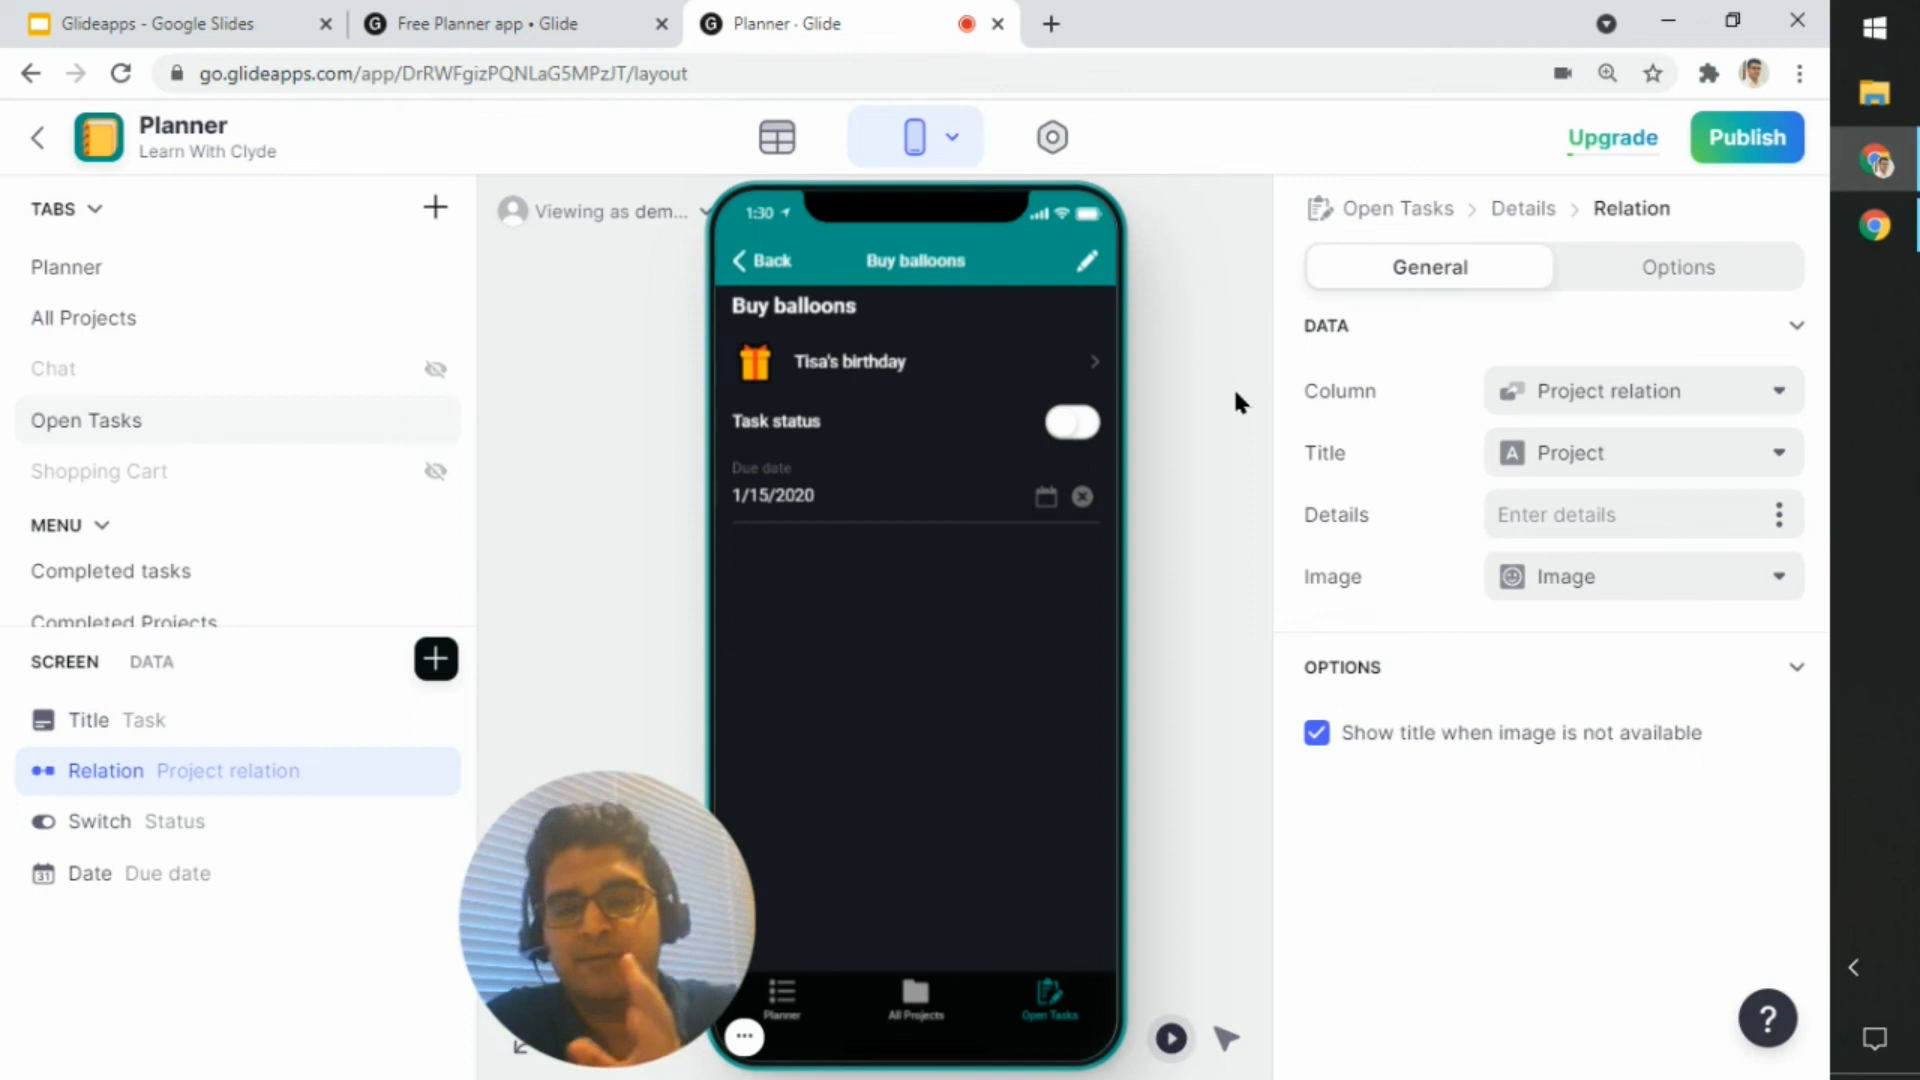 Glideapps - Google Slides
Free Planner app • Glide
Planner · Glide
go.glideapps.com/app/DrRWFgizPQNLaG5MPzJT/layout
Planner
Learn With Clyde
Upgrade
Publish
TABS
Planner
All Projects
Chat
Open Tasks
Shopping Cart
MENU
Completed tasks
Completed Projects
SCREEN DATA
Title Task
Relation Project relation
Switch Status
Date Due date
Viewing as dem...
1:30
Back
Buy balloons
Buy balloons
Tisa's birthday
Task status
Due date
1/15/2020
Planner
All Projects
Open Tasks
Open Tasks > Details > Relation
General
Options
DATA
Column
Project relation
Title
A
Project
Details
Enter details
Image
Image
OPTIONS
Show title when image is not available
?